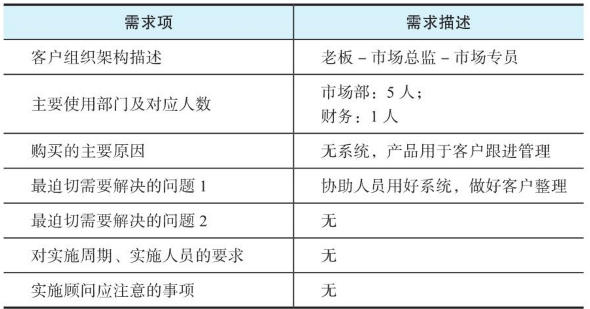 需求项 需求描述
客户组织架构描述 老板－市场总监－市场专员
主要使用部门及对应人数 市场部：5 人；
财务：1 人
购买的主要原因 无系统，产品用于客户跟进管理
最迫切需要解决的问题 1 协助人员用好系统，做好客户整理
最迫切需要解决的问题 2 无
对实施周期、实施人员的要求 无
实施顾问应注意的事项 无